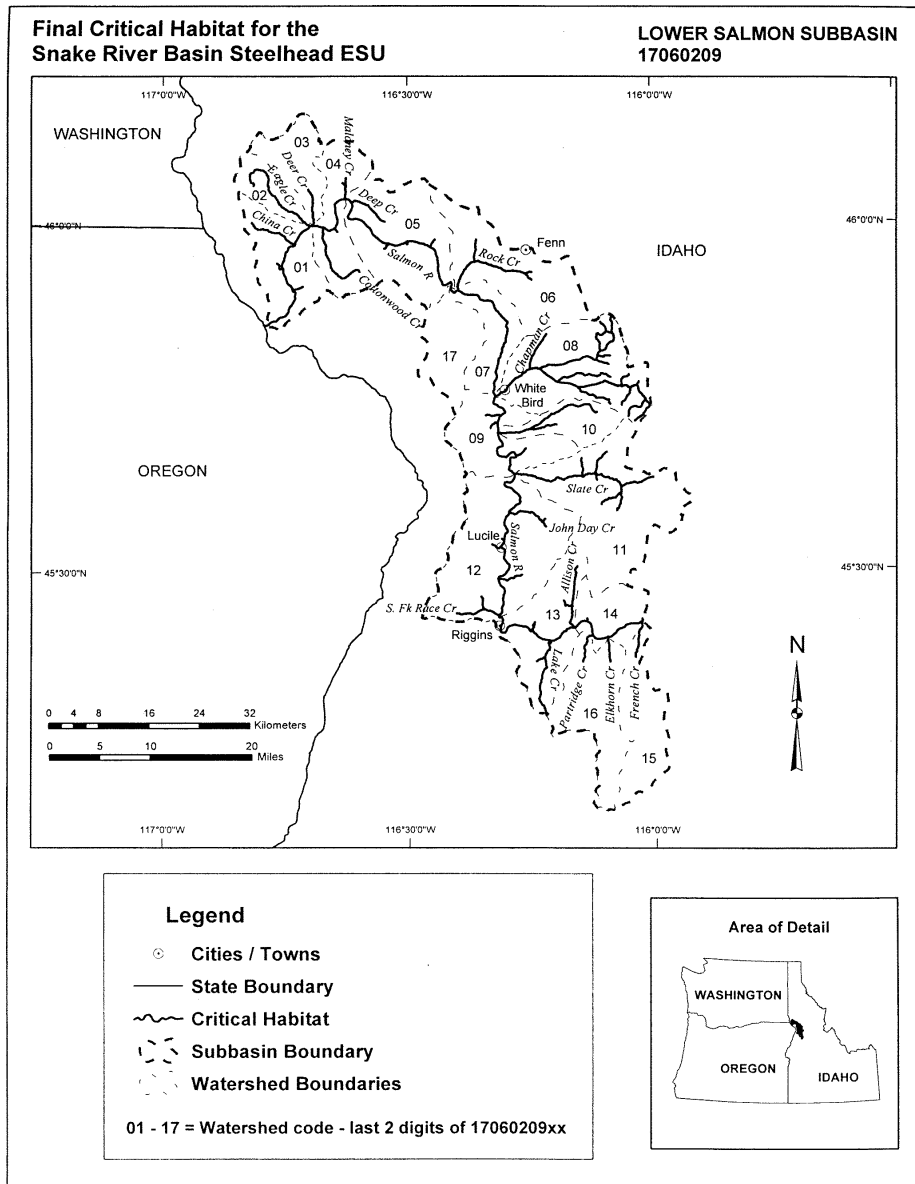 Final Critical Habitat for the
Snake River Basin Steelhead ESU
LOWER SALMON SUBBASIN
17060209
117°0'0"W
116°30'0"W
116°0'0"W
WASHINGTON
03
Maloney Cr
04
Deer Cr
Eagle Cr
02
Deep Cr
05
China Cr
46°0'0"N
46°0'0"N
Fenn
IDAHO
Rock Cr
Salmon R
01
Cottonwood Cr
06
Chapman Cr
08
17
07
White
Bird
09
10
OREGON
Slate Cr
John Day Cr
Lucile
Salmon R
11
Allison Cr
45°30'0"N
45°30'0"N
12
S. Fk Race Cr
13
14
Riggins
N
Lake Cr
Partridge Cr
Elkhorn Cr
French Cr
16
15
0 4 8 16 24 32
Kilometers
0 5 10 20
Miles
117°0'0"W
116°30'0"W
116°0'0"W
Legend
Cities / Towns
State Boundary
Critical Habitat
Subbasin Boundary
Watershed Boundaries
01 - 17 = Watershed code - last 2 digits of 17060209xx
Area of Detail
WASHINGTON
OREGON
IDAHO